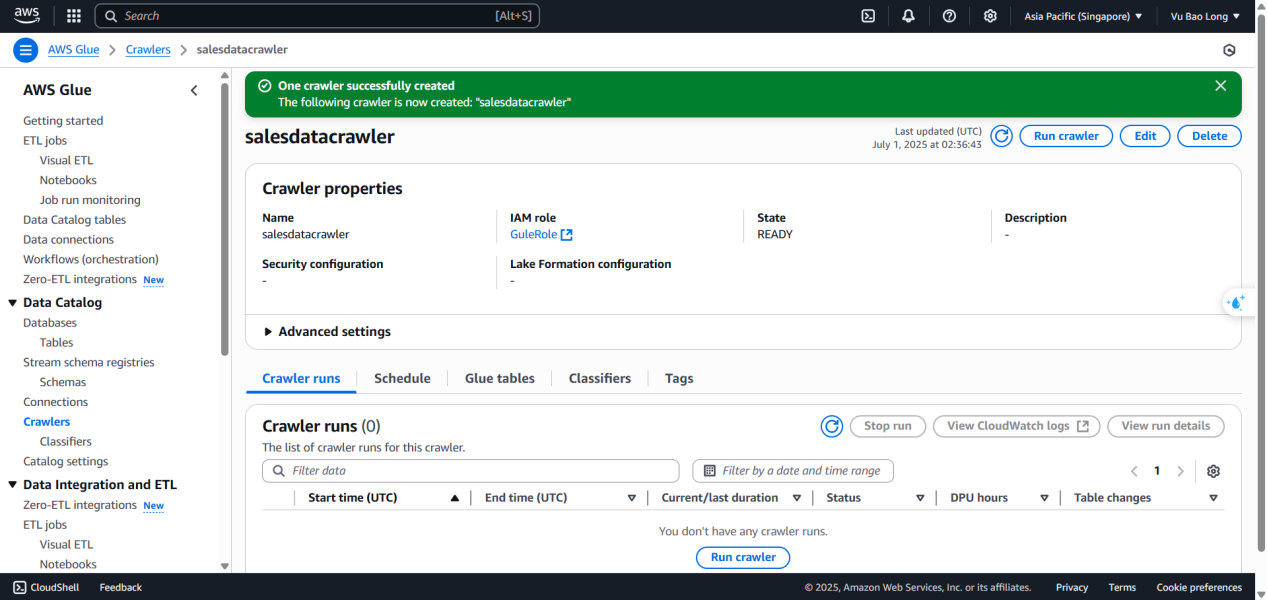 aws
Search [Alt+S]
Asia Pacific (Singapore)
Vu Bao Long
AWS Glue
Crawlers
salesdatacrawler
AWS Glue
Getting started
ETL jobs
Visual ETL
Notebooks
Job run monitoring
Data Catalog tables
Data connections
Workflows (orchestration)
Zero-ETL integrations New
Data Catalog
Databases
Tables
Stream schema registries
Schemas
Connections
Crawlers
Classifiers
Catalog settings
Data Integration and ETL
Zero-ETL integrations New
ETL jobs
Visual ETL
Notebooks
One crawler successfully created
The following crawler is now created: "salesdatacrawler"
salesdatacrawler
Last updated (UTC)
July 1, 2025 at 02:36:43
Run crawler
Edit
Delete
Crawler properties
Name
salesdatacrawler
IAM role
GuleRole
State
READY
Description
-
Security configuration
-
Lake Formation configuration
-
Advanced settings
Crawler runs
Schedule
Glue tables
Classifiers
Tags
Crawler runs (0)
The list of crawler runs for this crawler.
Stop run
View CloudWatch logs
View run details
Filter data
Filter by a date and time range
1
Start time (UTC)
End time (UTC)
Current/last duration
Status
DPU hours
Table changes
You don't have any crawler runs.
Run crawler
CloudShell
Feedback
© 2025, Amazon Web Services, Inc. or its affiliates.
Privacy
Terms
Cookie preferences